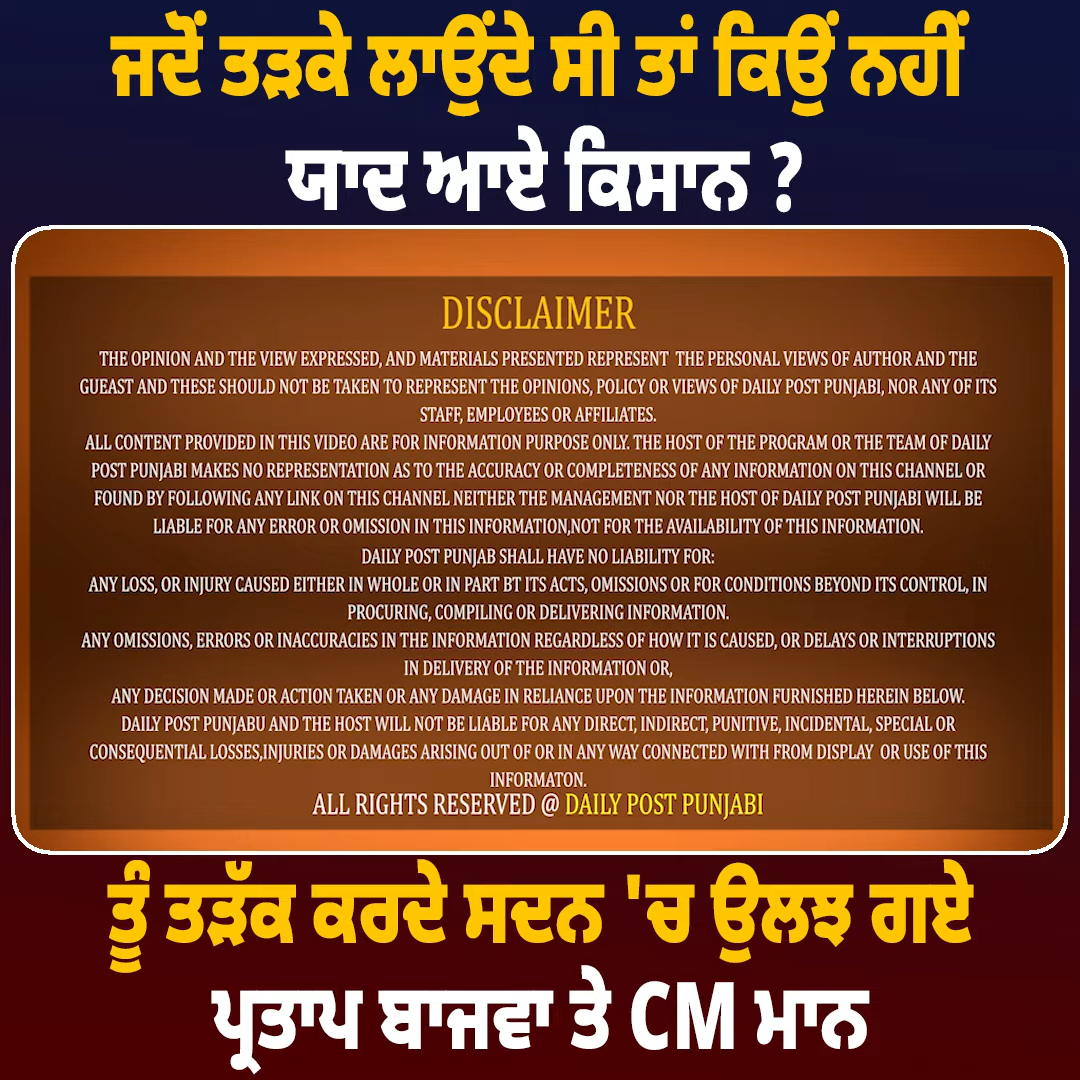 ਜਦੋਂ ਤੜਕੇ ਲਾਉਂਦੇ ਸੀ ਤਾਂ ਕਿਉਂ ਨਹੀਂ
ਯਾਦ ਆਏ ਕਿਸਾਨ ?
DISCLAIMER
THE OPINION AND THE VIEW EXPRESSED, AND MATERIALS PRESENTED REPRESENT THE PERSONAL VIEWS OF AUTHOR AND THE
GUEAST AND THESE SHOULD NOT BE TAKEN TO REPRESENT THE OPINIONS, POLICY OR VIEWS OF DAILY POST PUNJABI, NOR ANY OF ITS
STAFF, EMPLOYEES OR AFFILIATES.
ALL CONTENT PROVIDED IN THIS VIDEO ARE FOR INFORMATION PURPOSE ONLY. THE HOST OF THE PROGRAM OR THE TEAM OF DAILY
POST PUNJABI MAKES NO REPRESENTATION AS TO THE ACCURACY OR COMPLETENESS OF ANY INFORMATION ON THIS CHANNEL OR
FOUND BY FOLLOWING ANY LINK ON THIS CHANNEL NEITHER THE MANAGEMENT NOR THE HOST OF DAILY POST PUNJABI WILL BE
LIABLE FOR ANY ERROR OR OMISSION IN THIS INFORMATION,NOT FOR THE AVAILABILITY OF THIS INFORMATION.
DAILY POST PUNJAB SHALL HAVE NO LIABILITY FOR:
ANY LOSS, OR INJURY CAUSED EITHER IN WHOLE OR IN PART BT ITS ACTS, OMISSIONS OR FOR CONDITIONS BEYOND ITS CONTROL, IN
PROCURING, COMPILING OR DELIVERING INFORMATION.
ANY OMISSIONS, ERRORS OR INACCURACIES IN THE INFORMATION REGARDLESS OF HOW IT IS CAUSED, OR DELAYS OR INTERRUPTIONS
IN DELIVERY OF THE INFORMATION OR,
ANY DECISION MADE OR ACTION TAKEN OR ANY DAMAGE IN RELIANCE UPON THE INFORMATION FURNISHED HEREIN BELOW.
DAILY POST PUNJABU AND THE HOST WILL NOT BE LIABLE FOR ANY DIRECT, INDIRECT, PUNITIVE, INCIDENTAL, SPECIAL OR
CONSEQUENTIAL LOSSES,INJURIES OR DAMAGES ARISING OUT OF OR IN ANY WAY CONNECTED WITH FROM DISPLAY OR USE OF THIS
INFORMATON.
ALL RIGHTS RESERVED @ DAILY POST PUNJABI
ਤੂੰ ਤੜੱਕ ਕਰਦੇ ਸਦਨ 'ਚ ਉਲਝ ਗਏ
ਪ੍ਰਤਾਪ ਬਾਜਵਾ ਤੇ CM ਮਾਨ